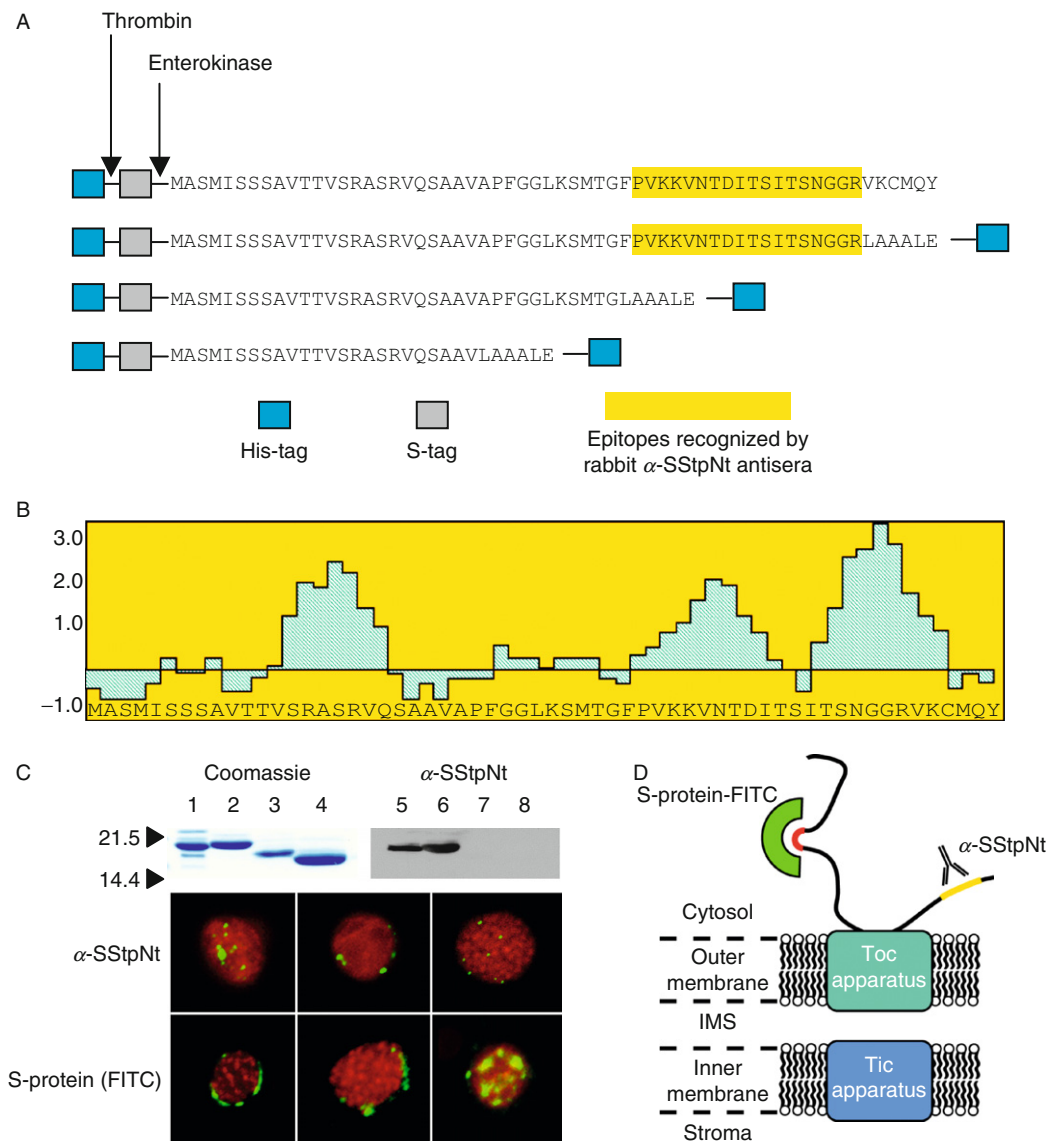 A
Thrombin
Enterokinase
MASMISSSAVTTVSRASRVQSAAVAPFGGLKSMTGFPVKKVNTDITSITSNGGRVKCMQY
MASMISSSAVTTVSRASRVQSAAVAPFGGLKSMTGFPVKKVNTDITSITSNGGRLAAALE
MASMISSSAVTTVSRASRVQSAAVAPFGGLKSMTGLAAALE
MASMISSSAVTTVSRASRVQSAAVLAAALE
His-tag
S-tag
Epitopes recognized by
rabbit α-SStpNt antisera
B
3.0
2.0
1.0
−1.0
MASMISSSAVTTVSRASRVQSAAVAPFGGLKSMTGFPVKKVNTDITSITSNGGRVKCMQY
C
Coomassie
α-SStpNt
1 2 3 4
5 6 7 8
21.5
14.4
α-SStpNt
S-protein (FITC)
D
S-protein-FITC
α-SStpNt
Cytosol
Outer
membrane
IMS
Inner
membrane
Stroma
Toc
apparatus
Tic
apparatus